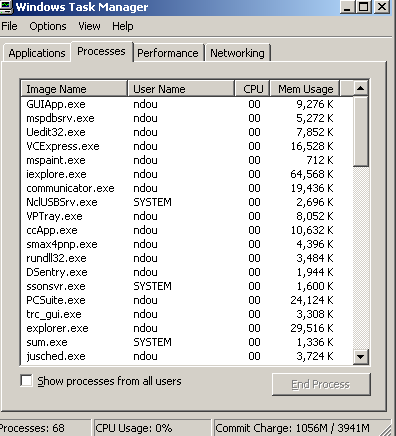 Windows Task Manager
File Options View Help
Applications Processes Performance Networking
Image Name User Name CPU Mem Usage
GUIApp.exe ndou 00 9,276 K
mspdbsrv.exe ndou 00 5,272 K
Uedit32.exe ndou 00 7,852 K
VCExpress.exe ndou 00 16,528 K
mspaint.exe ndou 00 712 K
iexplore.exe ndou 00 64,568 K
communicator.exe ndou 00 19,436 K
NclUSBSrv.exe SYSTEM 00 2,696 K
VPTray.exe ndou 00 8,052 K
ccApp.exe ndou 00 10,632 K
smax4pnp.exe ndou 00 4,396 K
rundll32.exe ndou 00 3,484 K
DSentry.exe ndou 00 1,944 K
ssonsvr.exe SYSTEM 00 1,600 K
PCSuite.exe ndou 00 24,124 K
trc_gui.exe ndou 00 3,308 K
explorer.exe ndou 00 29,516 K
sum.exe SYSTEM 00 1,336 K
jusched.exe ndou 00 3,724 K
Show processes from all users End Process
Processes: 68 CPU Usage: 0% Commit Charge: 1056M / 3941M